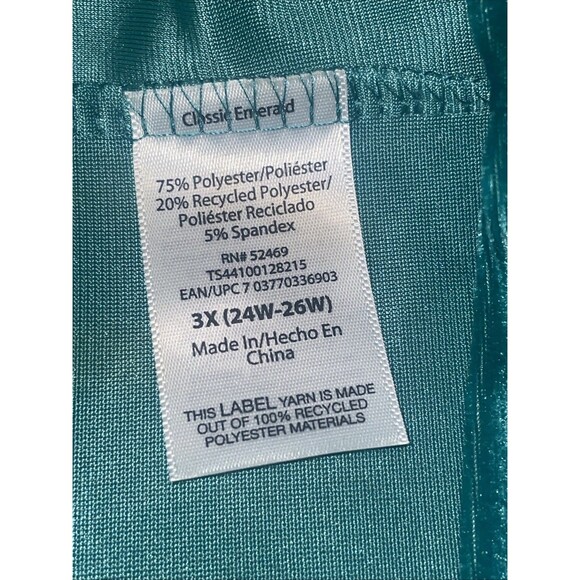 Classic Emerald
75% Polyester/Poliéster
20% Recycled Polyester/
Poliéster Reciclado
5% Spandex
RN# 52469
TS44100128215
EAN/UPC 7 03770336903
3X (24W-26W)
Made In/Hecho En
China
THIS LABEL YARN IS MADE
OUT OF 100% RECYCLED
POLYESTER MATERIALS